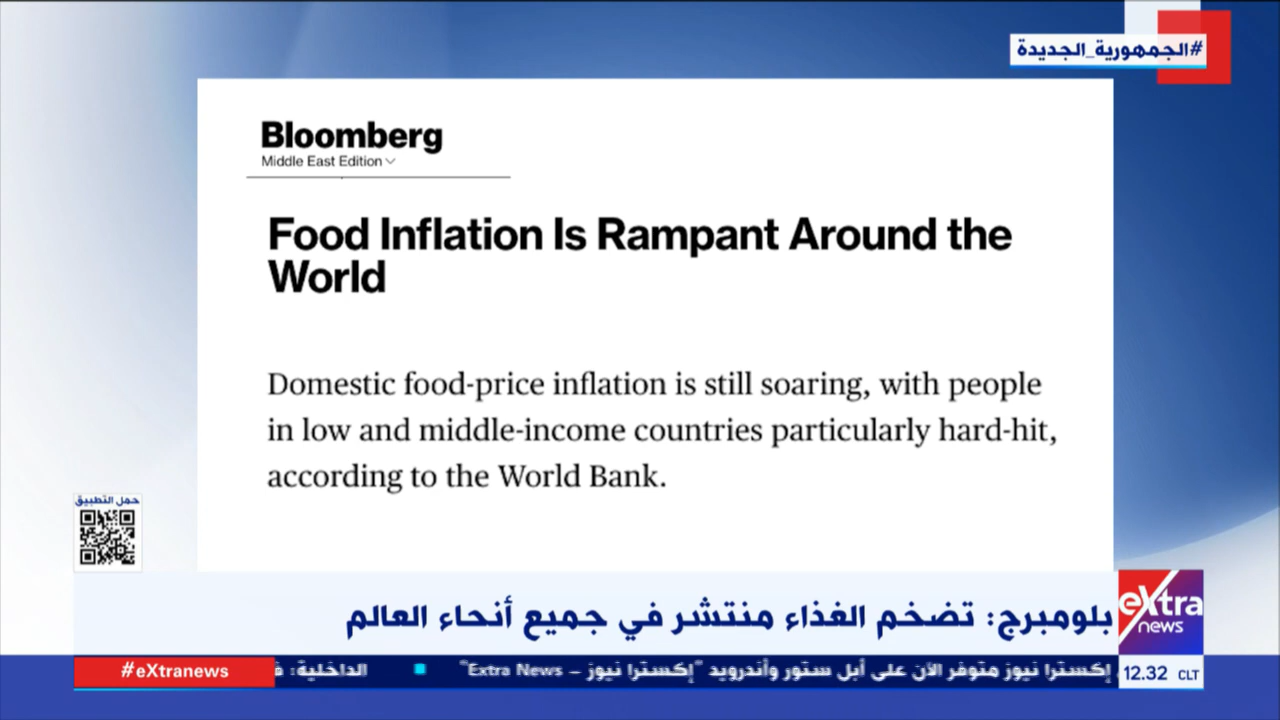 #الجمهورية_الجديدة
Bloomberg
Middle East Edition
Food Inflation Is Rampant Around the
World
Domestic food-price inflation is still soaring, with people
in low and middle-income countries particularly hard-hit,
according to the World Bank.
حمل التطبيق
بلومبرج: تضخم الغذاء منتشر في جميع أنحاء العالم
eXtra
news
#eXtranews
إكسترا نيوز متوفر الآن على أبل ستور وأندرويد "إكسترا نيوز – Extra News" الداخلية:
12.32 CLT